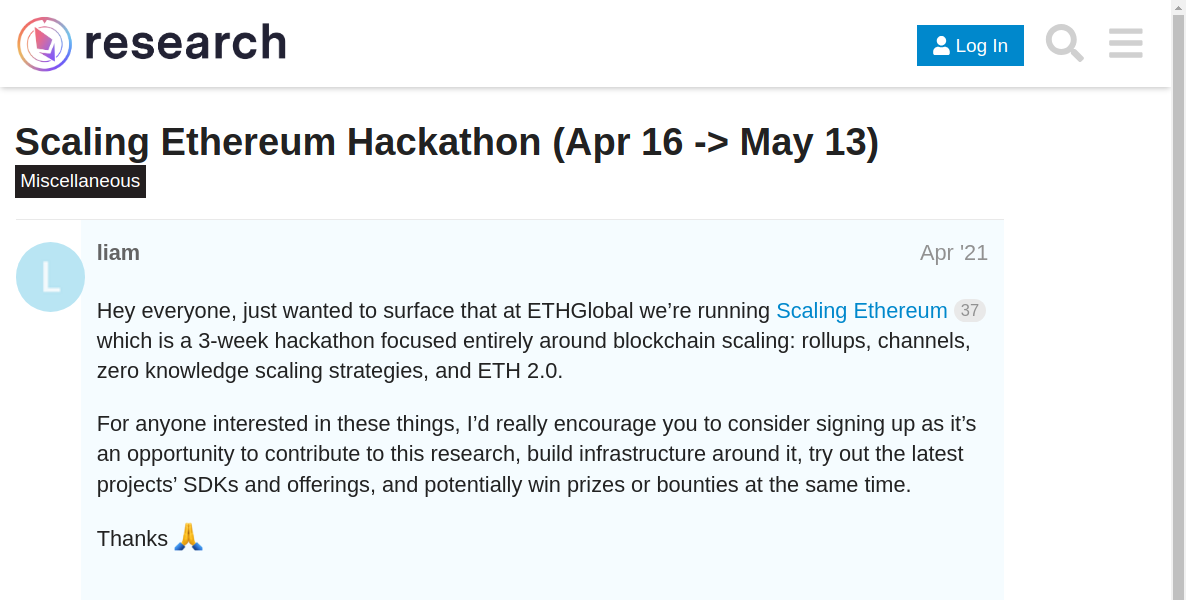 research
Log In
Scaling Ethereum Hackathon (Apr 16 -> May 13)
Miscellaneous
L
liam
Apr '21
Hey everyone, just wanted to surface that at ETHGlobal we’re running Scaling Ethereum 37
which is a 3-week hackathon focused entirely around blockchain scaling: rollups, channels,
zero knowledge scaling strategies, and ETH 2.0.
For anyone interested in these things, I’d really encourage you to consider signing up as it’s
an opportunity to contribute to this research, build infrastructure around it, try out the latest
projects’ SDKs and offerings, and potentially win prizes or bounties at the same time.
Thanks 🙏